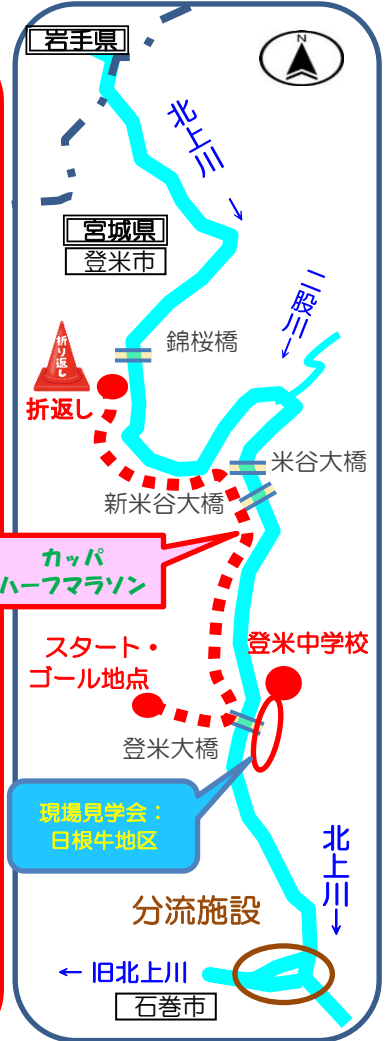 岩手県
N
北上川
↓
宮城県
登米市
二股川
↓
錦桜橋
折り返し
折返し
米谷大橋
新米谷大橋
カッパ
ハーフマラソン
スタート・
ゴール地点
登米中学校
登米大橋
現場見学会:
日根牛地区
北上川↓
分流施設
← 旧北上川
石巻市